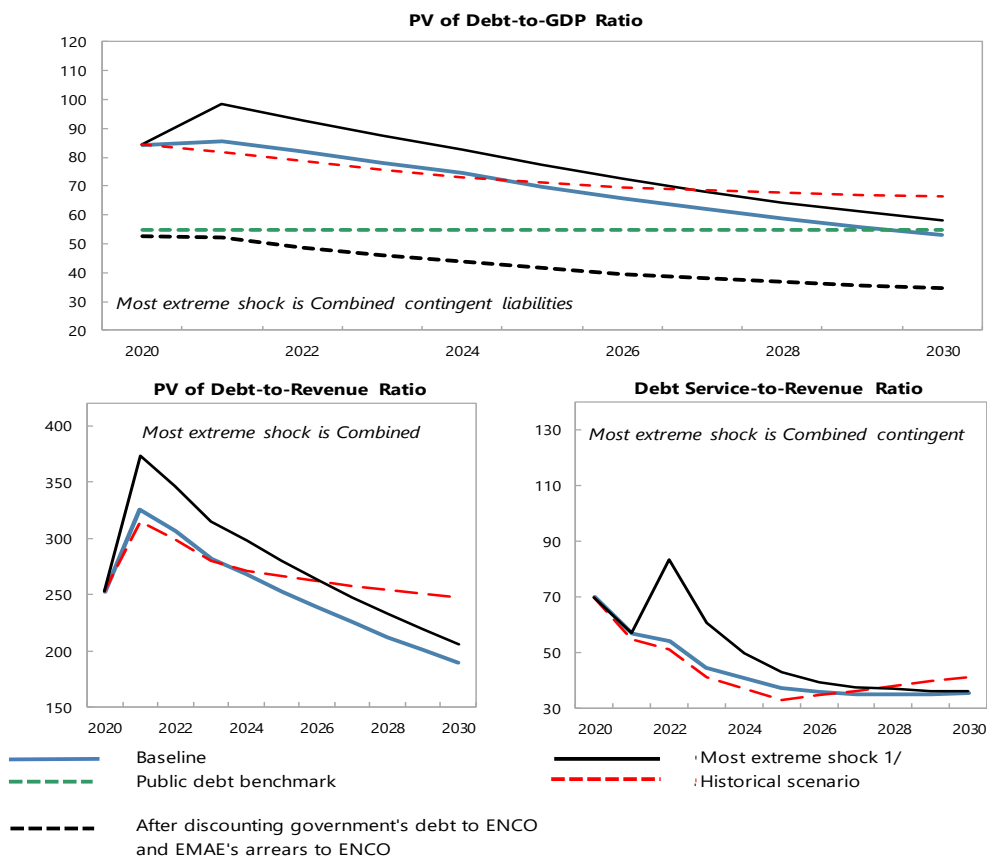 PV of Debt-to-GDP Ratio
120
110
100
90
80
70
60
50
40
30
20
Most extreme shock is Combined contingent liabilities
2020 2022 2024 2026 2028 2030
PV of Debt-to-Revenue Ratio
400
350
300
250
200
150
Most extreme shock is Combined
2020 2022 2024 2026 2028 2030
Debt Service-to-Revenue Ratio
130
110
90
70
50
30
Most extreme shock is Combined contingent
2020 2022 2024 2026 2028 2030
Baseline
Public debt benchmark
Most extreme shock 1/
Historical scenario
After discounting government's debt to ENCO
and EMAE's arrears to ENCO